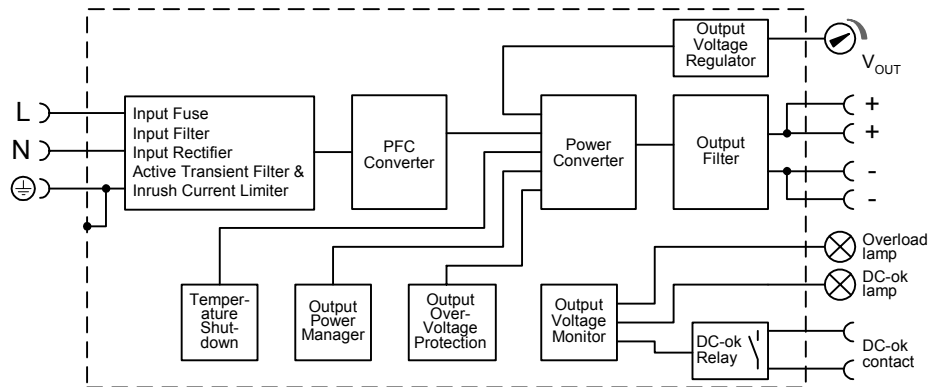 Output
Voltage
Regulator
V OUT
L
N
Input Fuse
Input Filter
Input Rectifier
Active Transient Filter &
Inrush Current Limiter
PFC
Converter
Power
Converter
Output
Filter
+
+
-
-
Temper-
ature
Shut-
down
Output
Power
Manager
Output
Over-
Voltage
Protection
Output
Voltage
Monitor
Overload
lamp
DC-ok
lamp
DC-ok
Relay
DC-ok
contact